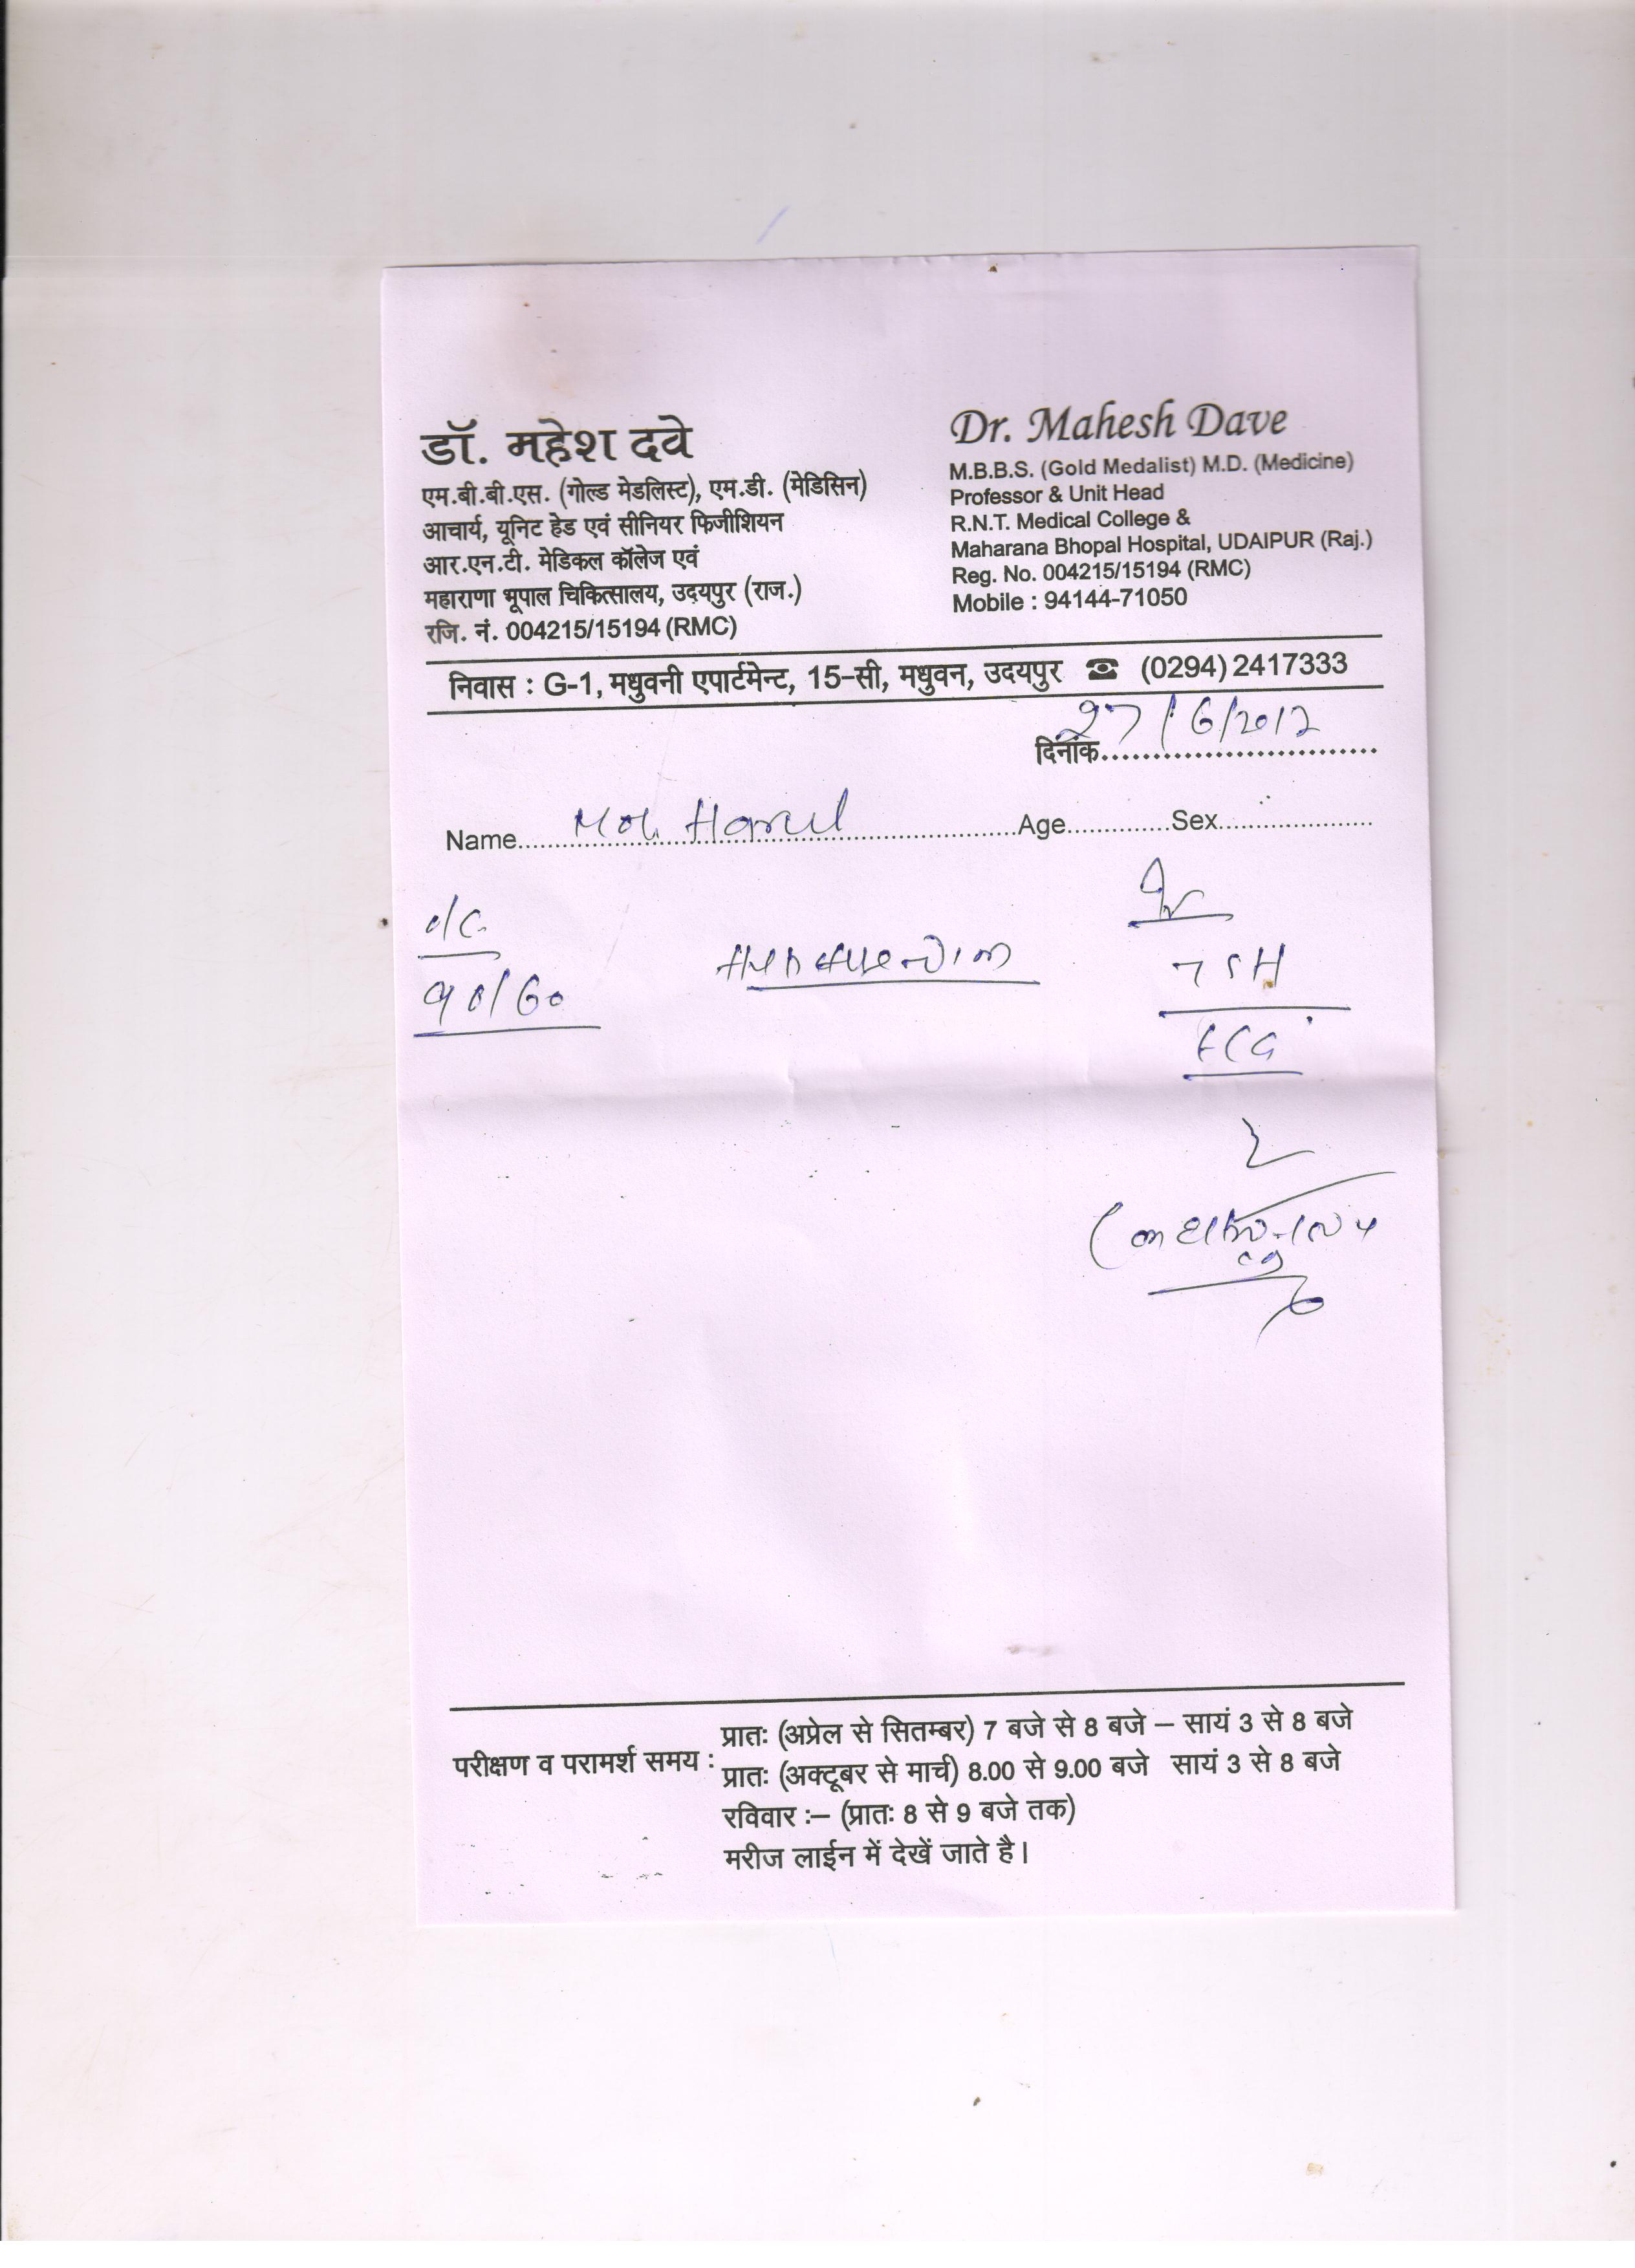 डॉ. महेश दवे
एम.बी.बी.एस. (गोल्ड मेडलिस्ट), एम.डी. (मेडिसिन)
आचार्य, यूनिट हेड एवं सीनियर फिजीशियन
आर.एन.टी. मेडिकल कॉलेज एवं
महाराणा भूपाल चिकित्सालय, उदयपुर (राज.)
रजि. नं. 004215/15194 (RMC)
Dr. Mahesh Dave
M.B.B.S. (Gold Medalist) M.D. (Medicine)
Professor & Unit Head
R.N.T. Medical College &
Maharana Bhopal Hospital, UDAIPUR (Raj.)
Reg. No. 004215/15194 (RMC)
Mobile : 94144-71050
निवास : G-1, मधुवनी एपार्टमेन्ट, 15-सी, मधुवन, उदयपुर ☎ (0294) 2417333
दिनांक 27/6/2012
Name Age Sex
90/60
TSH
ECG
परीक्षण व परामर्श समय :
प्रातः (अप्रेल से सितम्बर) 7 बजे से 8 बजे – सायं 3 से 8 बजे
प्रातः (अक्टूबर से मार्च) 8.00 से 9.00 बजे सायं 3 से 8 बजे
रविवार :– (प्रातः 8 से 9 बजे तक)
मरीज लाईन में देखें जाते है।